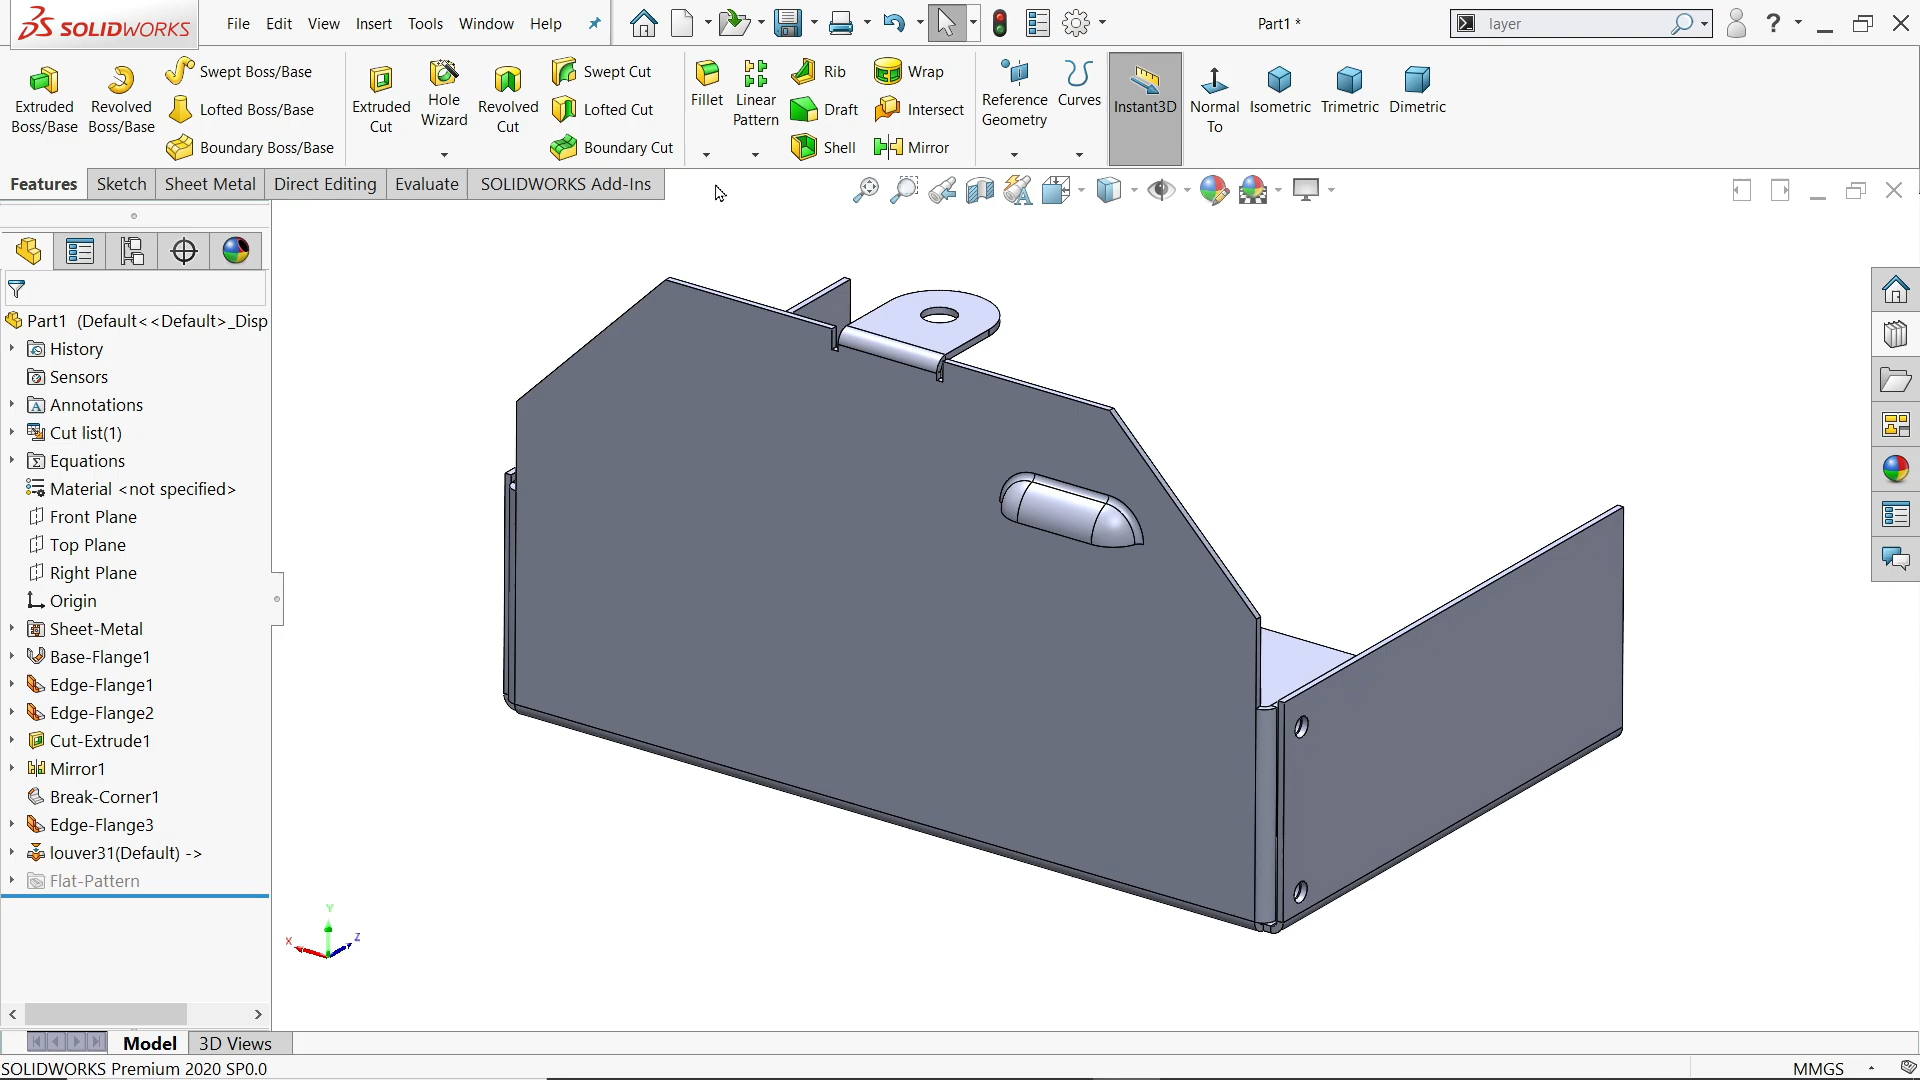 SOLIDWORKS File Edit View Insert Tools Window Help Part1 * layer ?
Extruded Boss/Base
Revolved Boss/Base
Swept Boss/Base
Lofted Boss/Base
Boundary Boss/Base
Extruded Cut
Hole Wizard
Revolved Cut
Swept Cut
Lofted Cut
Boundary Cut
Fillet
Linear Pattern
Rib
Draft
Shell
Wrap
Intersect
Mirror
Reference Geometry
Curves
Instant3D
Normal To
Isometric
Trimetric
Dimetric
Features Sketch Sheet Metal Direct Editing Evaluate SOLIDWORKS Add-Ins
Part1 (Default<<Default>_Disp
History
Sensors
Annotations
Cut list(1)
Equations
Material <not specified>
Front Plane
Top Plane
Right Plane
Origin
Sheet-Metal
Base-Flange1
Edge-Flange1
Edge-Flange2
Cut-Extrude1
Mirror1
Break-Corner1
Edge-Flange3
louver31(Default) ->
Flat-Pattern
Y
X
Z
Model 3D Views
SOLIDWORKS Premium 2020 SP0.0 MMGS